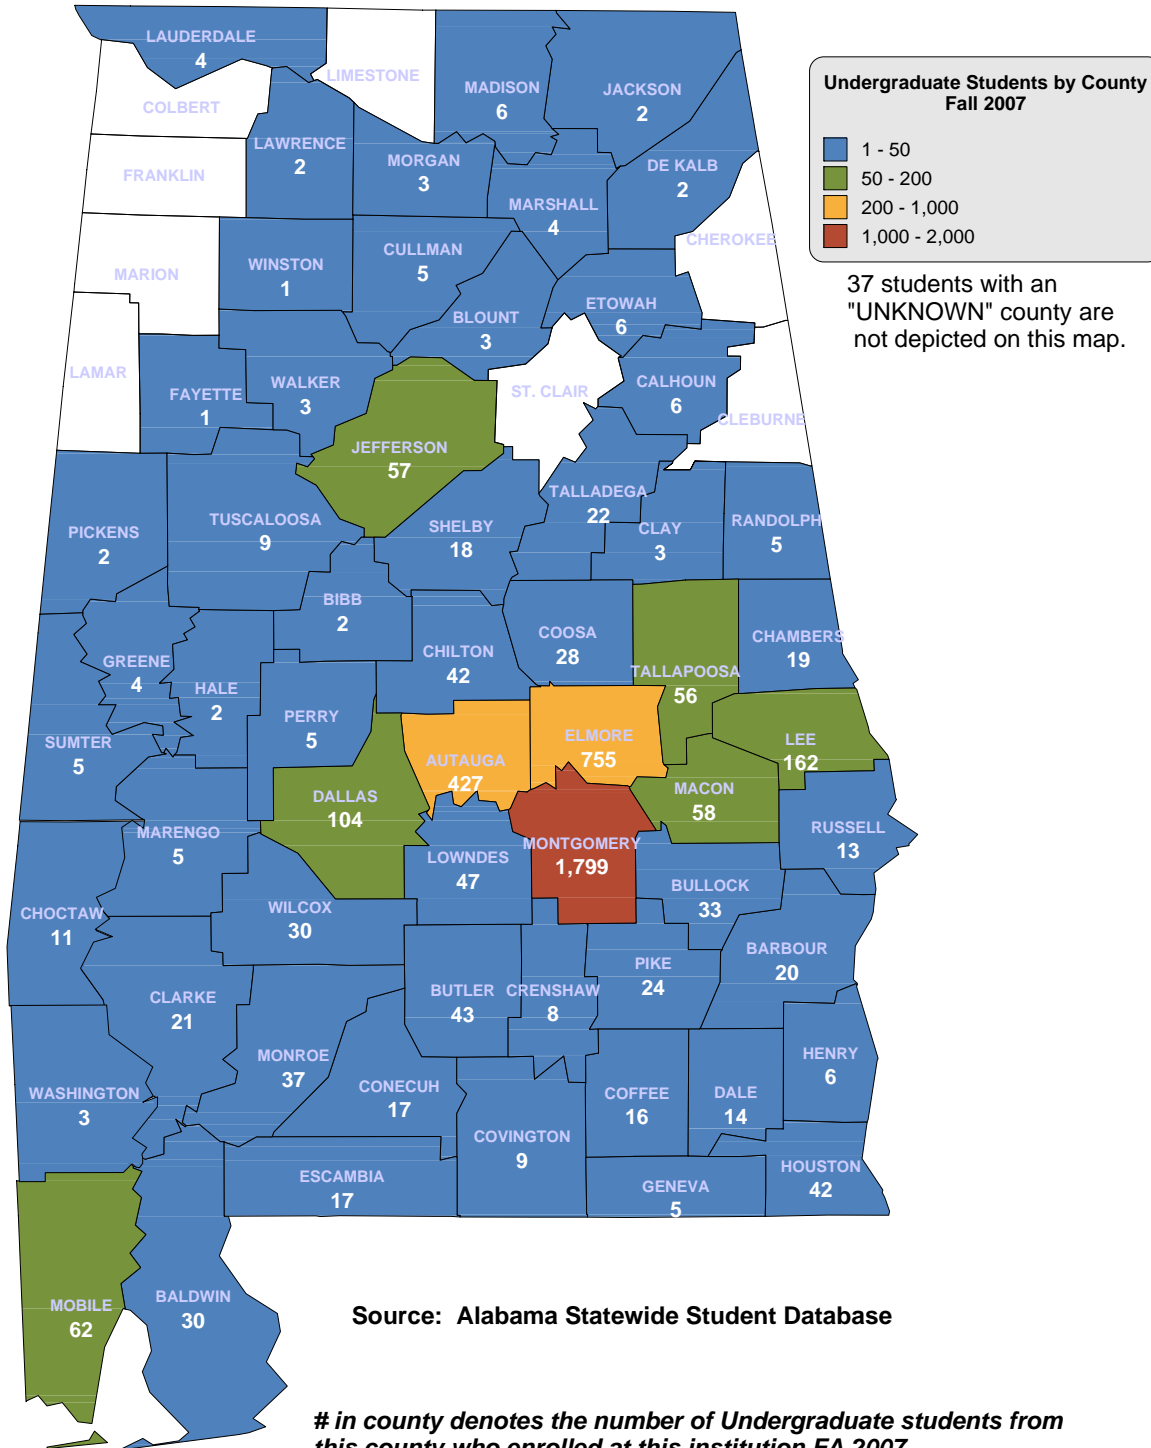 LAUDERDALE
4
LIMESTONE
COLBERT
MADISON
6
JACKSON
2
LAWRENCE
2
MORGAN
3
FRANKLIN
DE KALB
2
MARSHALL
4
CHEROKEE
CULLMAN
5
WINSTON
1
MARION
ETOWAH
6
BLOUNT
3
LAMAR
FAYETTE
1
WALKER
3
ST. CLAIR
CALHOUN
6
CLEBURNE
JEFFERSON
57
TALLADEGA
22
PICKENS
2
TUSCALOOSA
9
SHELBY
18
CLAY
3
RANDOLPH
5
BIBB
2
COOSA
28
CHAMBERS
19
GREENE
4
HALE
2
CHILTON
42
TALLAPOOSA
56
PERRY
5
SUMTER
5
AUTAUGA
427
ELMORE
755
LEE
162
DALLAS
104
MACON
58
MARENGO
5
LOWNDES
47
MONTGOMERY
1,799
RUSSELL
13
BULLOCK
33
CHOCTAW
11
WILCOX
30
BARBOUR
20
PIKE
24
CLARKE
21
BUTLER
43
CRENSHAW
8
MONROE
37
HENRY
6
WASHINGTON
3
CONECUH
17
COFFEE
16
DALE
14
COVINGTON
9
ESCAMBIA
17
GENEVA
5
HOUSTON
42
MOBILE
62
BALDWIN
30
Undergraduate Students by County
Fall 2007
1 - 50
50 - 200
200 - 1,000
1,000 - 2,000
37 students with an
"UNKNOWN" county are
not depicted on this map.
Source: Alabama Statewide Student Database
# in county denotes the number of Undergraduate students from
this county who enrolled at this institution FA 2007